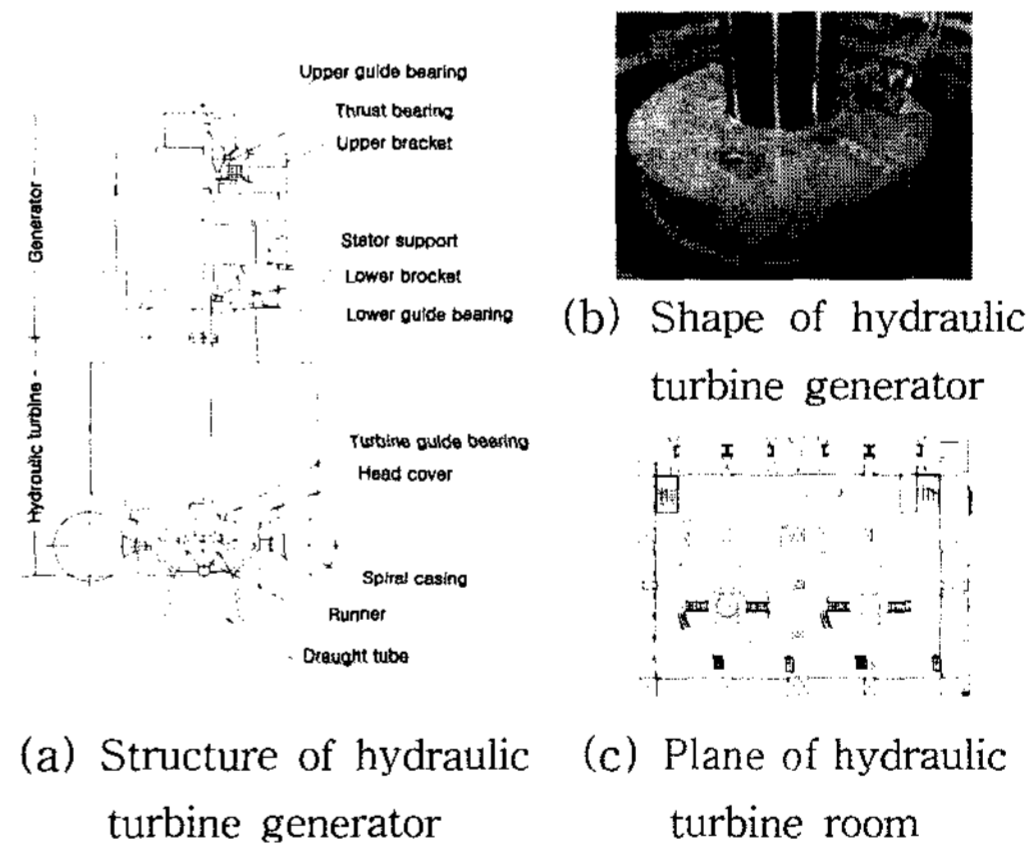 Upper guide bearing
Thrust bearing
Upper bracket
Generator
Stator support
Lower brocket
Lower guide bearing
Hydroulic turbine
Turbine guide bearing
Head cover
Spiral casing
Runner
Draught tube
(a) Structure of hydraulic
turbine generator
(b) Shape of hydraulic
turbine generator
(c) Plane of hydraulic
turbine room